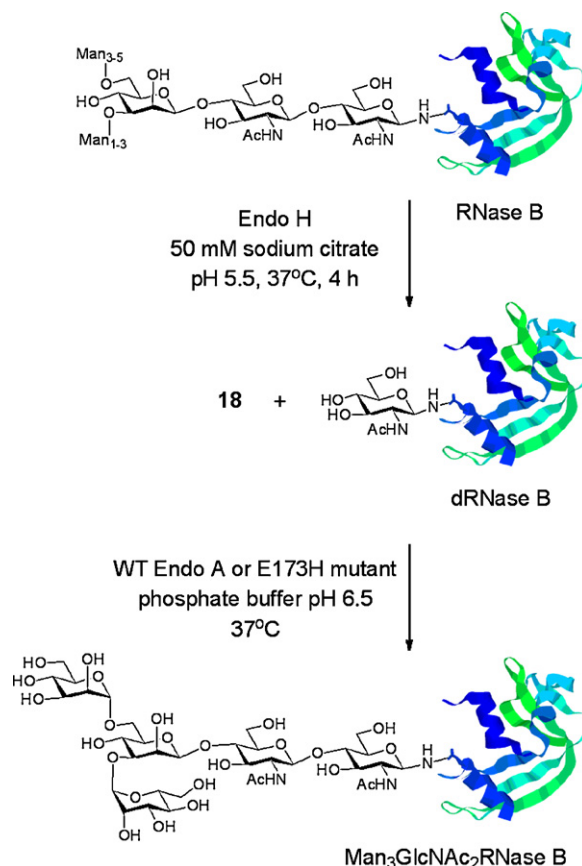 Man₃₋₅
O OH OH OH
HO O O O O O H
O HO O HO O N
Man₁₋₃ AcHN AcHN
RNase B
Endo H
50 mM sodium citrate
pH 5.5, 37°C, 4 h
OH
18 + HO O H
HO N
AcHN
dRNase B
WT Endo A or E173H mutant
phosphate buffer pH 6.5
37°C
HO OH
HO O
HO
O OH OH OH
HO O O O O O H
O HO O HO O N
AcHN AcHN
O OH
O OH
OH OH
Man₃GlcNAc₂RNase B